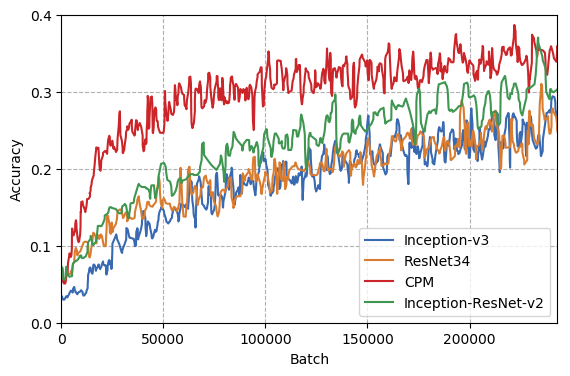 0.4
0.3
0.2
0.1
0.0
Accuracy
0
50000
100000
150000
200000
Batch
Inception-v3
ResNet34
CPM
Inception-ResNet-v2